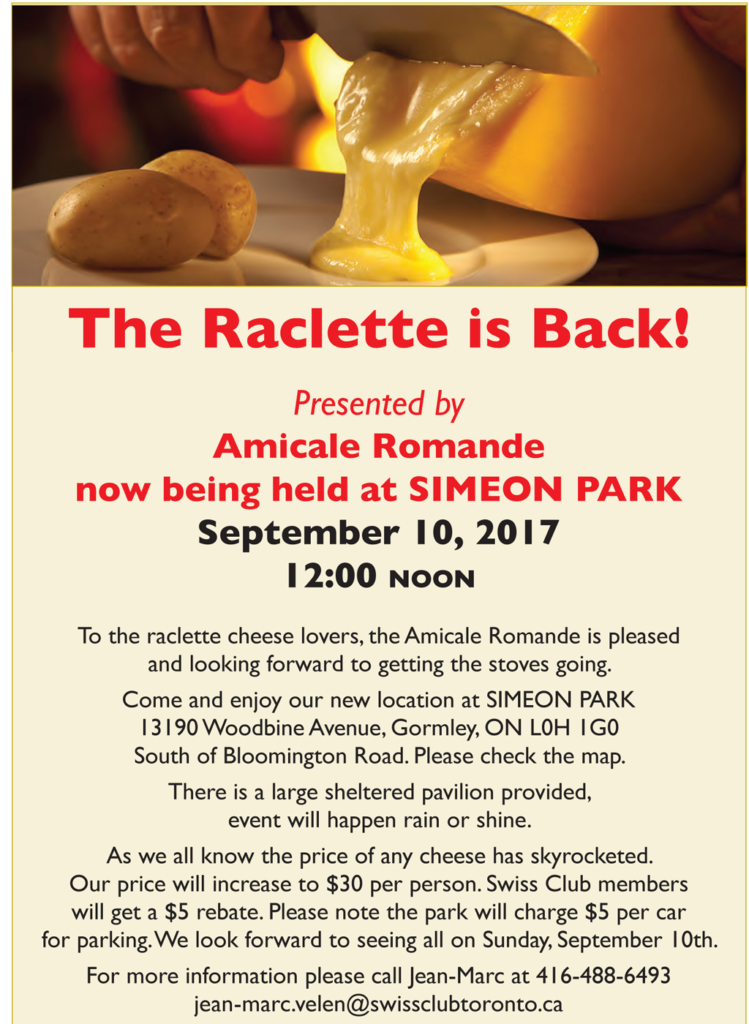 The Raclette is Back!
Presented by
Amicale Romande
now being held at SIMEON PARK
September 10, 2017
12:00 NOON
To the raclette cheese lovers, the Amicale Romande is pleased
and looking forward to getting the stoves going.
Come and enjoy our new location at SIMEON PARK
13190 Woodbine Avenue, Gormley, ON L0H 1G0
South of Bloomington Road. Please check the map.
There is a large sheltered pavilion provided,
event will happen rain or shine.
As we all know the price of any cheese has skyrocketed.
Our price will increase to $30 per person. Swiss Club members
will get a $5 rebate. Please note the park will charge $5 per car
for parking. We look forward to seeing all on Sunday, September 10th.
For more information please call Jean-Marc at 416-488-6493
jean-marc.velen@swissclubtoronto.ca